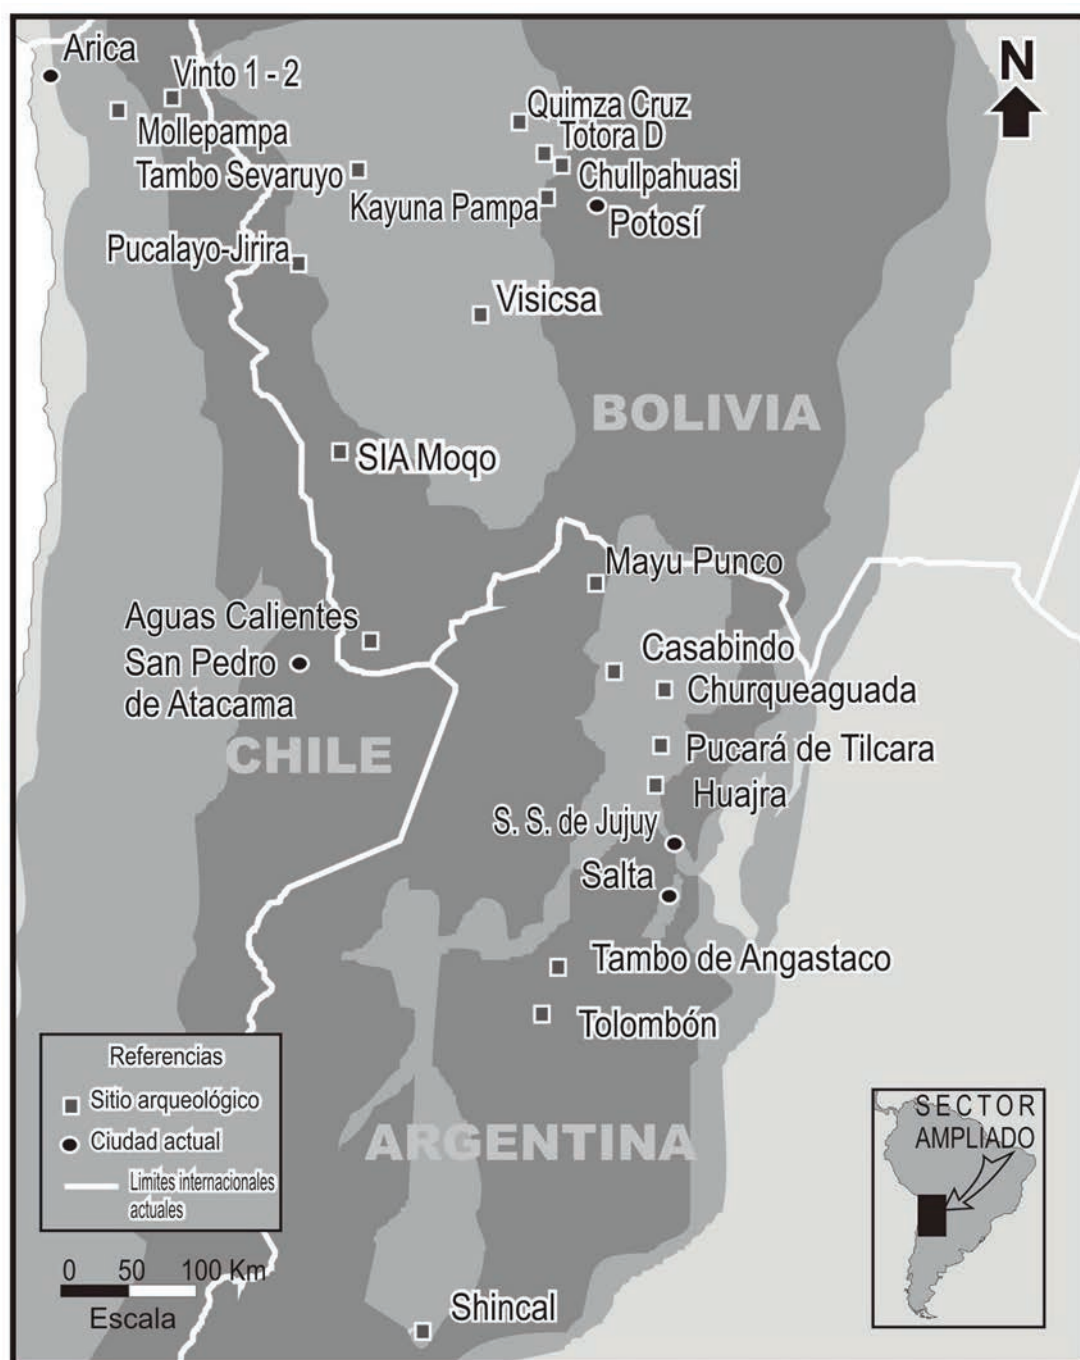 Arica
N
Vinto 1 - 2
Quimza Cruz
Mollepampa
Totora D
Tambo Sevaruyo
Chullpahuasi
Kayuna Pampa
Potosí
Pucalayo-Jirira
Visicsa
BOLIVIA
SIA Moqo
Mayu Punco
Aguas Calientes
Casabindo
San Pedro
de Atacama
Churqueaguada
CHILE
Pucará de Tilcara
Huajra
S. S. de Jujuy
Salta
Tambo de Angastaco
Tolombón
ARGENTINA
Referencias
Sitio arqueológico
Ciudad actual
Limites internacionales
actuales
0 50 100 Km
Escala
Shincal
SECTOR
AMPLIADO